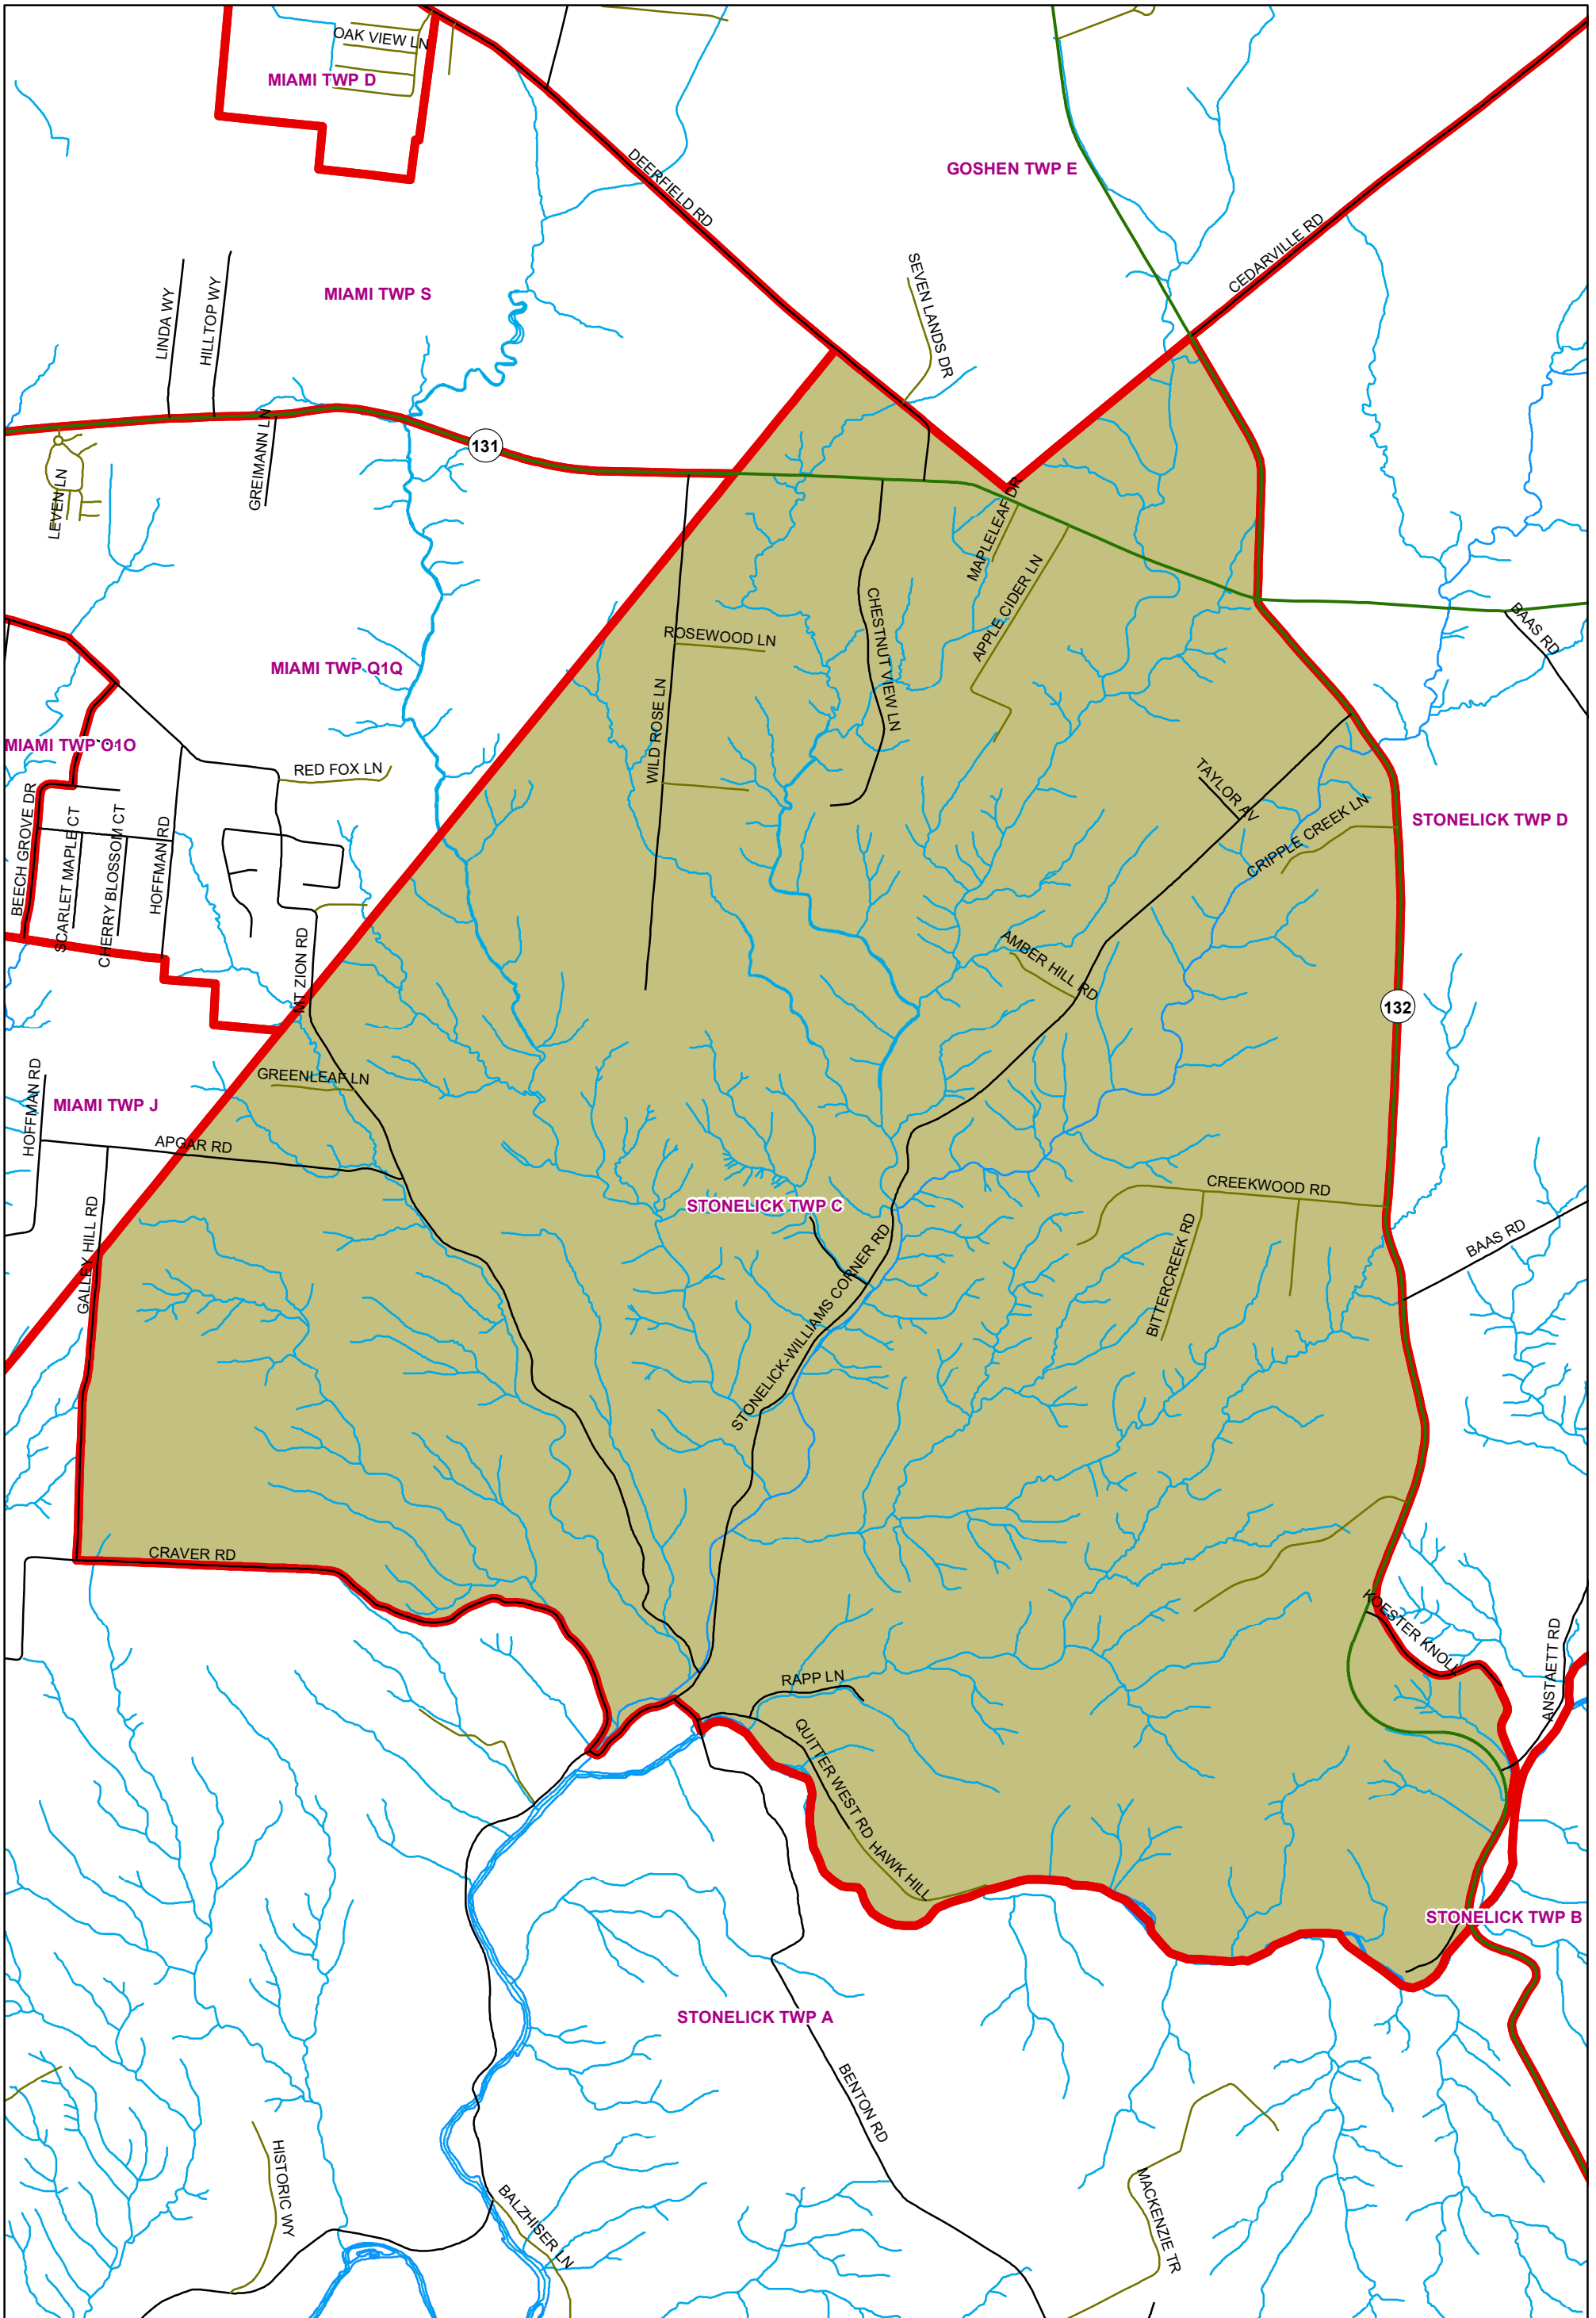 OAK VIEW LN
MIAMI TWP D
DEERFIELD RD
GOSHEN TWP E
CEDARVILLE RD
SEVEN LANDS DR
MIAMI TWP S
LINDA WY
HILLTOP WY
GREIMANN LN
131
LEVEN LN
MAPLELEAF DR
APPLE CIDER LN
CHESTNUT VIEW LN
ROSEWOOD LN
WILD ROSE LN
BAAS RD
MIAMI TWP Q1Q
MIAMI TWP O1O
RED FOX LN
BEECH GROVE DR
SCARLET MAPLE CT
CHERRY BLOSSOM CT
HOFFMAN RD
MT ZION RD
TAYLOR AV
CRIPPLE CREEK LN
STONELICK TWP D
AMBER HILL RD
132
GREENLEAF LN
HOFFMAN RD
MIAMI TWP J
APGAR RD
GALLEY HILL RD
STONELICK TWP C
CREEKWOOD RD
BITTERCREEK RD
BAAS RD
STONELICK-WILLIAMS CORNER RD
CRAVER RD
KOESTER KNOLL
ANSTAETT RD
RAPP LN
QUITTER WEST RD
HAWK HILL
STONELICK TWP B
STONELICK TWP A
BENTON RD
HISTORIC WY
BALZHISER LN
MACKENZIE TR